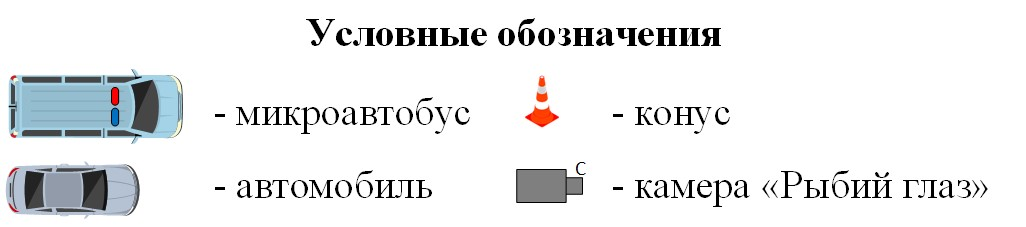 Условные обозначения
- микроавтобус
- конус
- автомобиль
С
- камера «Рыбий глаз»